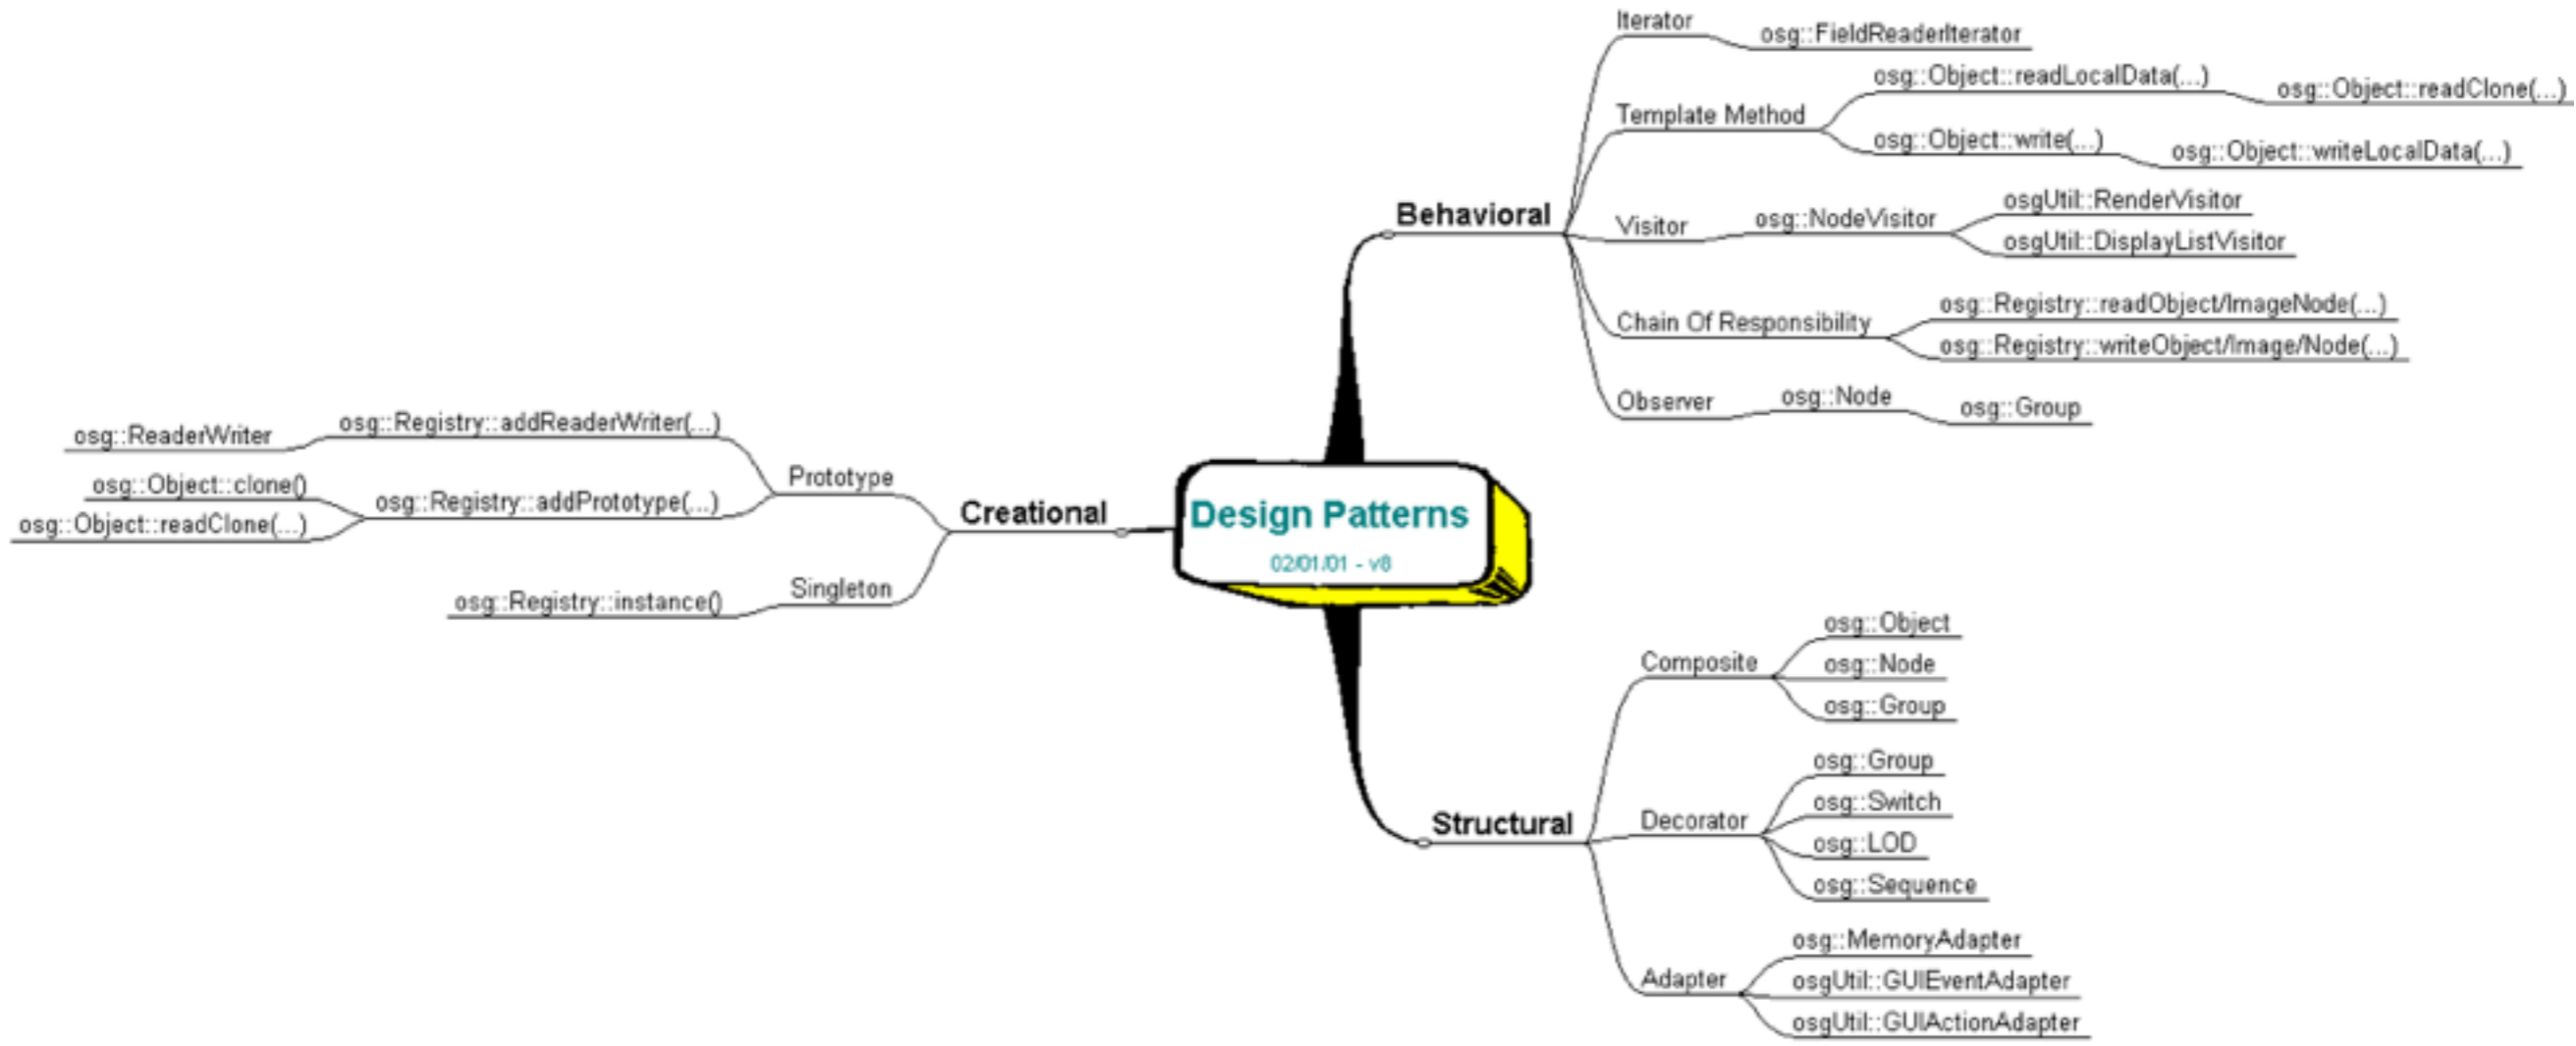 Iterator
osg::FieldReaderIterator
Template Method
osg::Object::readLocalData(...)
osg::Object::readClone(...)
osg::Object::write(...)
osg::Object::writeLocalData(...)
Behavioral
Visitor
osg::NodeVisitor
osgUtil::RenderVisitor
osgUtil::DisplayListVisitor
Chain Of Responsibility
osg::Registry::readObject/ImageNode(...)
osg::Registry::writeObject/Image/Node(...)
Observer
osg::Node
osg::Group
osg::ReaderWriter
osg::Registry::addReaderWriter(...)
Prototype
osg::Object::clone()
osg::Registry::addPrototype(...)
osg::Object::readClone(...)
Creational
Singleton
osg::Registry::instance()
Design Patterns
02/01/01 - v8
Composite
osg::Object
osg::Node
osg::Group
Structural
Decorator
osg::Group
osg::Switch
osg::LOD
osg::Sequence
Adapter
osg::MemoryAdapter
osgUtil::GUIEventAdapter
osgUtil::GUIActionAdapter